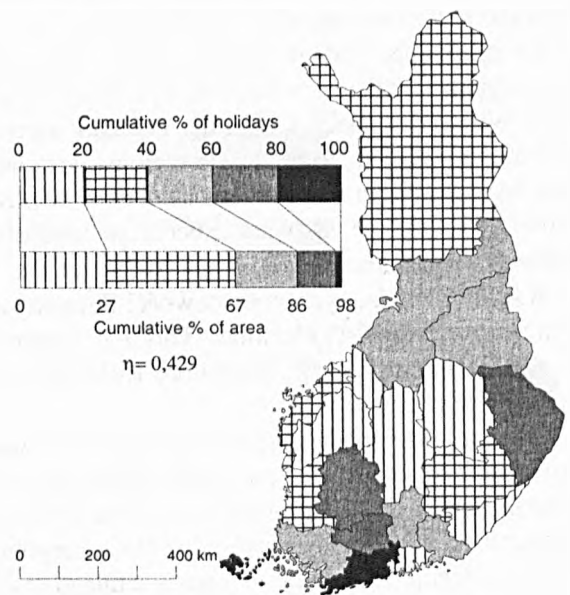 Cumulative % of holidays
0 20 40 60 80 100
0 27 67 86 98
Cumulative % of area
η= 0,429
0 200 400 km